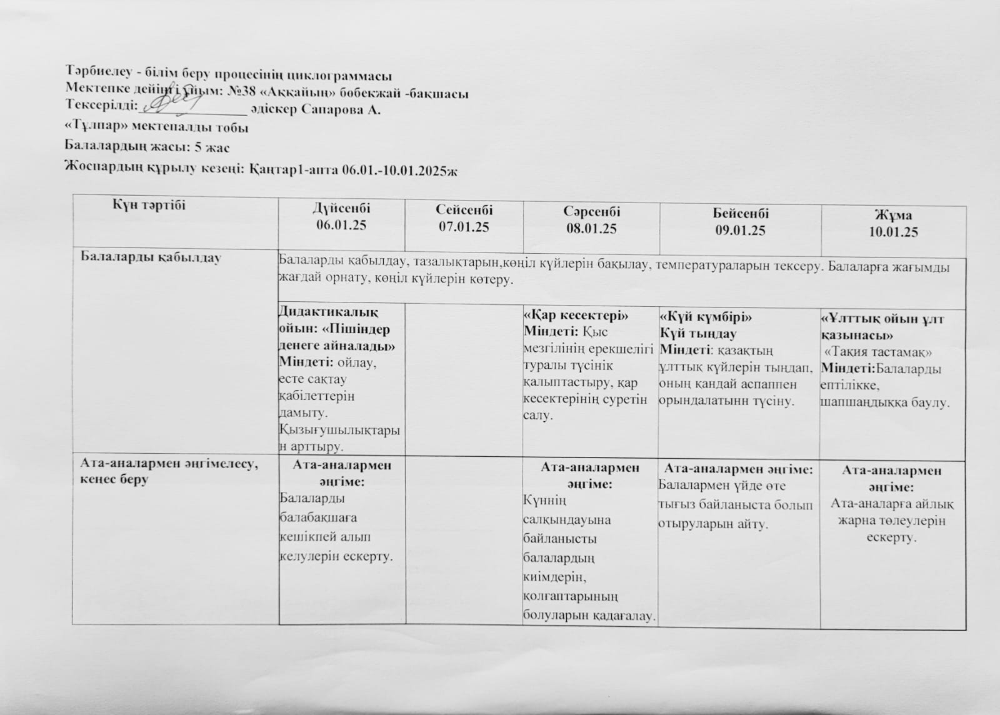 Тәрбиелеу - білім беру процесінің циклограммасы
Мектепке дейінгі ұйым: №38 «Аққайың» бөбекжай -бақшасы
Тексерілді:________________ әдіскер Сапарова А.
«Тұлпар» мектепалды тобы
Балалардың жасы: 5 жас
Жоспардың құрылу кезеңі: Қаңтар1-апта 06.01.-10.01.2025ж
Күн тәртібі
Дүйсенбі
06.01.25
Сейсенбі
07.01.25
Сәрсенбі
08.01.25
Бейсенбі
09.01.25
Жұма
10.01.25
Балаларды қабылдау
Балаларды қабылдау, тазалықтарын,көңіл күйлерін бақылау, температураларын тексеру. Балаларға жағымды
жағдай орнату, көңіл күйлерін көтеру.
Дидактикалық
ойын: «Пішіндер
денеге айналады»
Міндеті: ойлау,
есте сақтау
қабілеттерін
дамыту.
Қызығушылықтары
н арттыру.
«Қар кесектері»
Міндеті: Қыс
мезгілінің ерекшелігі
туралы түсінік
қалыптастыру, қар
кесектерінің суретін
салу.
«Күй күмбірі»
Күй тыңдау
Міндеті: қазақтың
ұлттық күйлерін тыңдап,
оның қандай аспаппен
орындалатынн түсіну.
«Ұлттық ойын ұлт
қазынасы»
«Тақия тастамақ»
Міндеті:Балаларды
ептілікке,
шапшаңдыққа баулу.
Ата-аналармен әңгімелесу,
кеңес беру
Ата-аналармен
әңгіме:
Балаларды
балабақшаға
кешікпей алып
келулерін ескерту.
Ата-аналармен
әңгіме:
Күннің
салқындауына
байланысты
балалардың
киімдерін,
қолғаптарының
болуларын қадағалау.
Ата-аналармен әңгіме:
Балалармен үйде өте
тығыз байланыста болып
отыруларын айту.
Ата-аналармен
әңгіме:
Ата-аналарға айлық
жарна төлеулерін
ескерту.